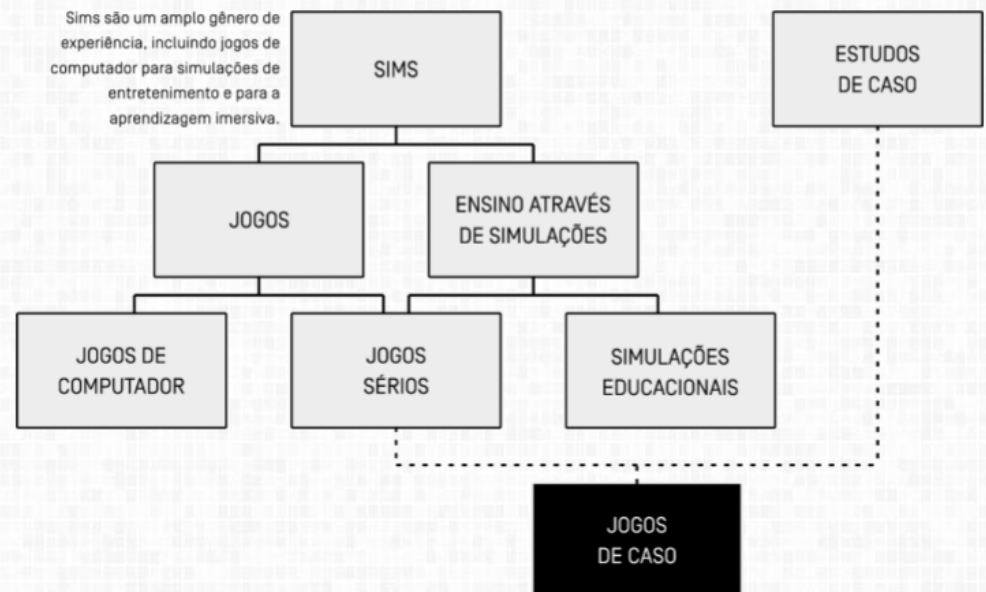 Sims são um amplo gênero de
experiência, incluindo jogos de
computador para simulações de
entretenimento e para a
aprendizagem imersiva.
SIMS
ESTUDOS
DE CASO
JOGOS
ENSINO ATRAVÉS
DE SIMULAÇÕES
JOGOS DE
COMPUTADOR
JOGOS
SÉRIOS
SIMULAÇÕES
EDUCACIONAIS
JOGOS
DE CASO